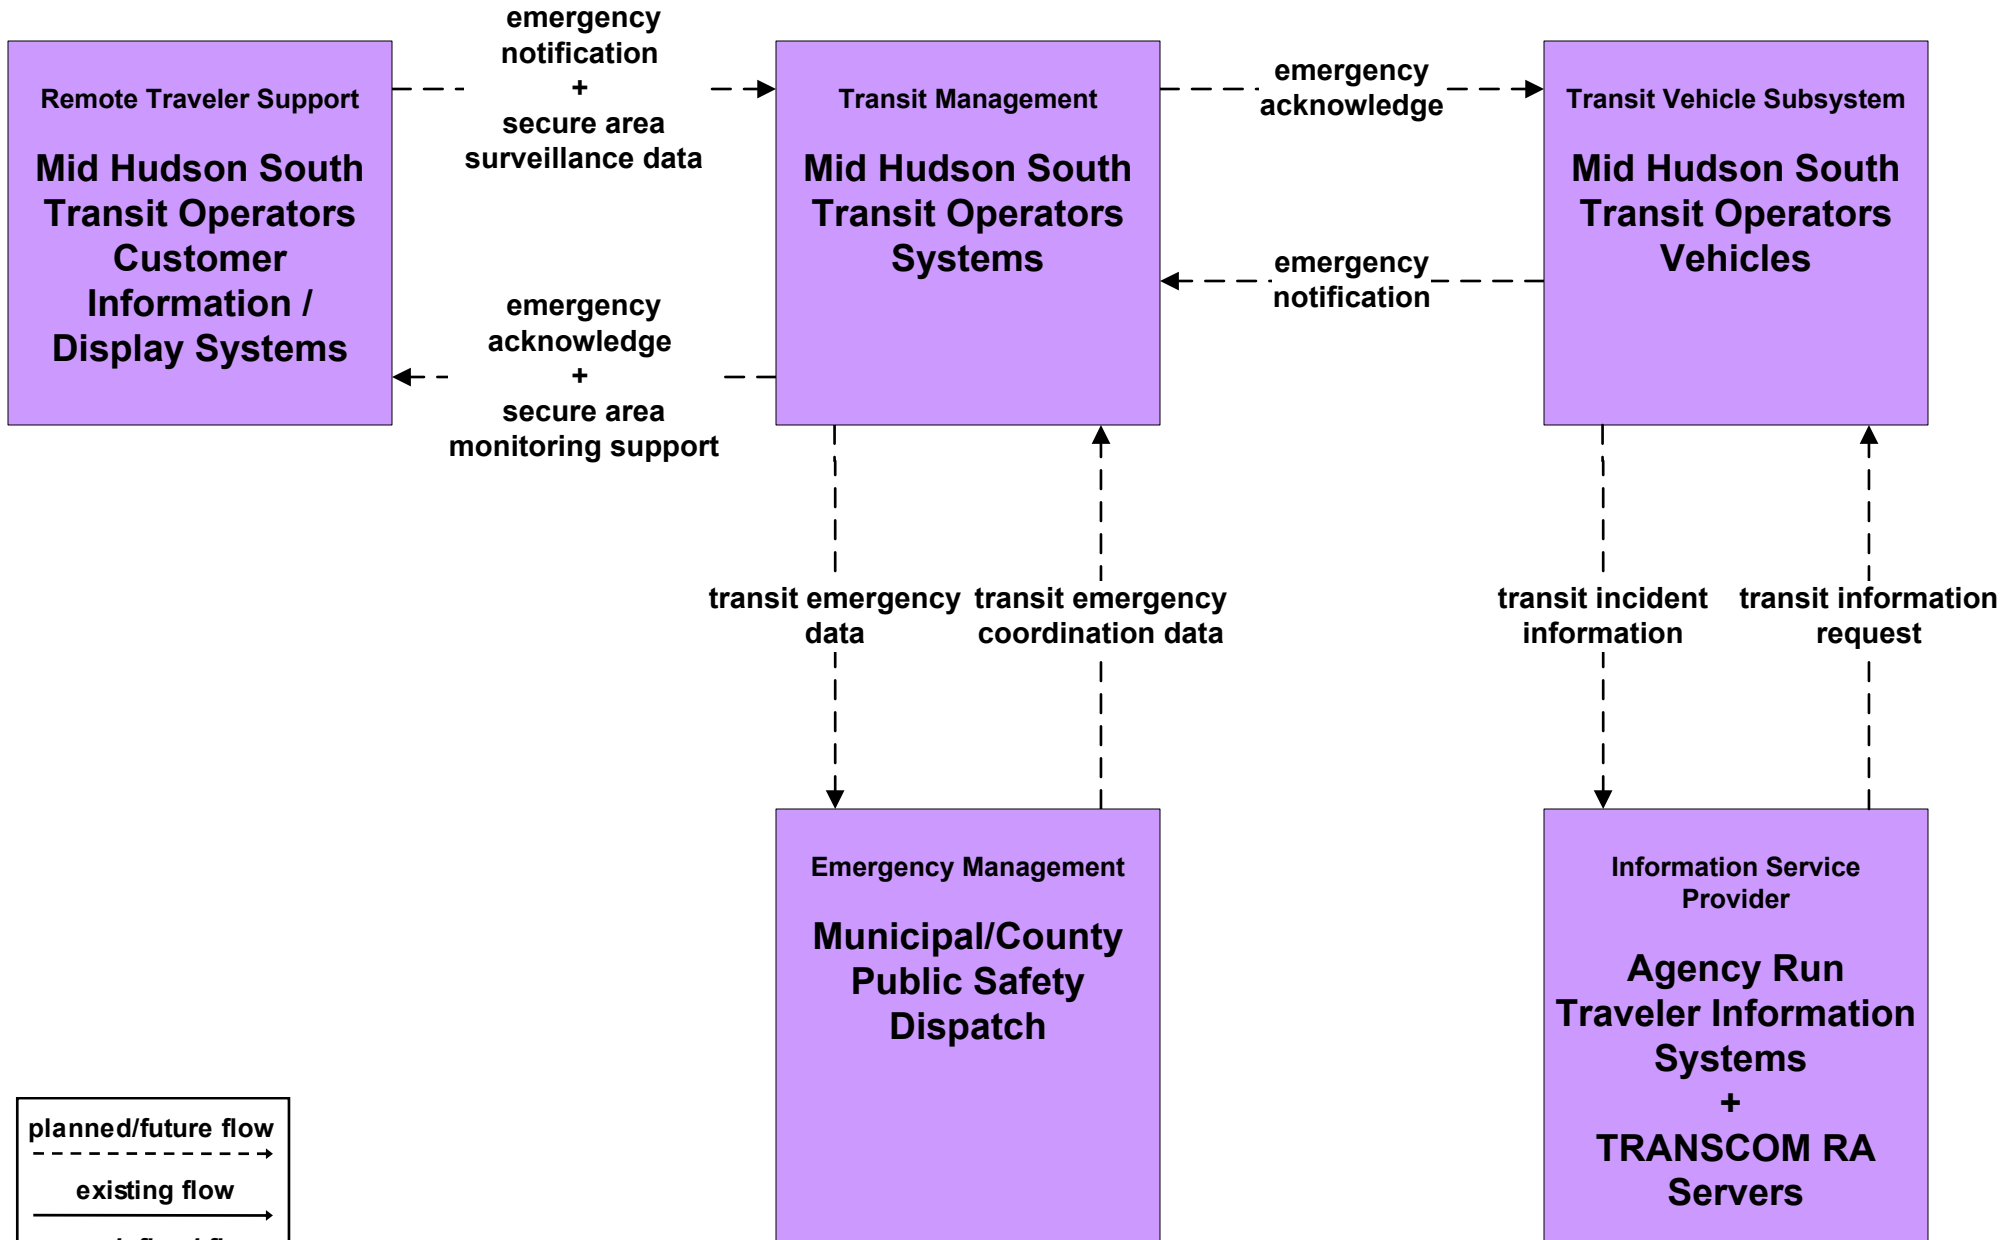 emergency
notification
+
secure area
surveillance data
Remote Traveler Support
Mid Hudson South
Transit Operators
Customer
Information /
Display Systems
emergency
acknowledge
+
secure area
monitoring support
Transit Management
Mid Hudson South
Transit Operators
Systems
emergency
acknowledge
emergency
notification
Transit Vehicle Subsystem
Mid Hudson South
Transit Operators
Vehicles
transit emergency
data
transit emergency
coordination data
transit incident
information
transit information
request
Emergency Management
Municipal/County
Public Safety
Dispatch
Information Service
Provider
Agency Run
Traveler Information
Systems
+
TRANSCOM RA
Servers
planned/future flow
existing flow